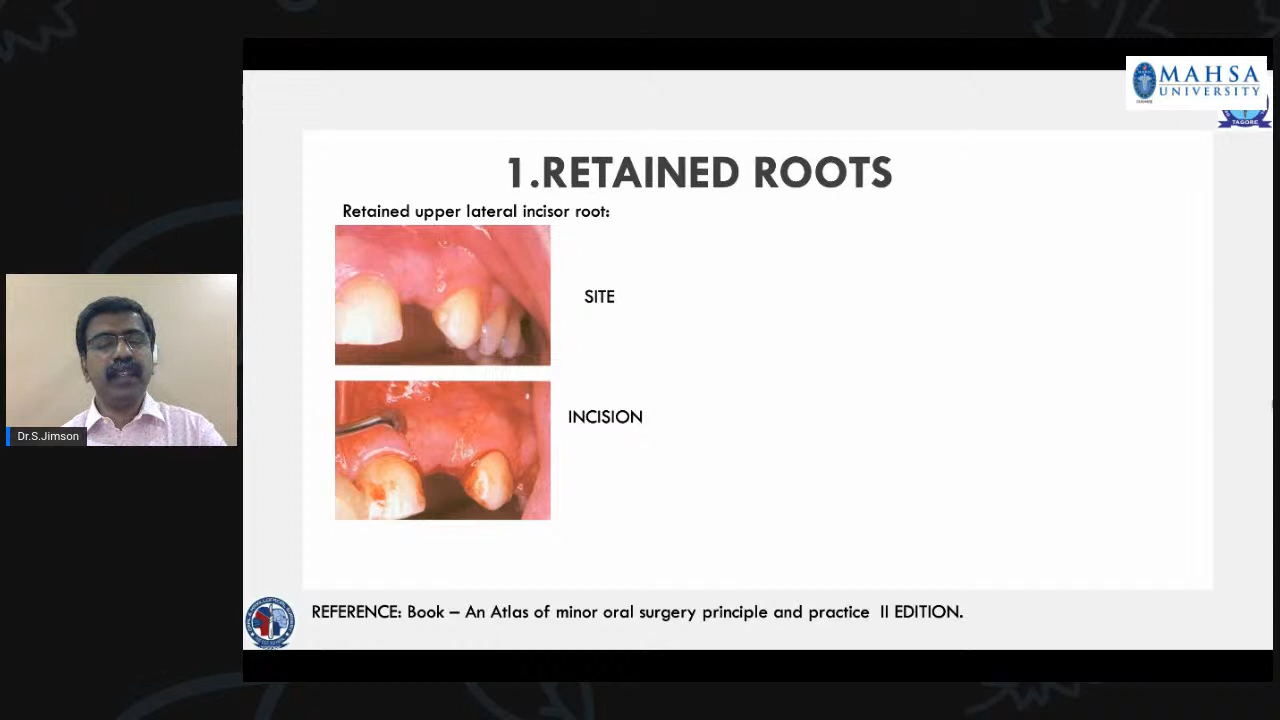 MAHSA
UNIVERSITY
TAGORE
1.RETAINED ROOTS
Retained upper lateral incisor root:
SITE
INCISION
Dr.S.Jimson
REFERENCE: Book – An Atlas of minor oral surgery principle and practice II EDITION.